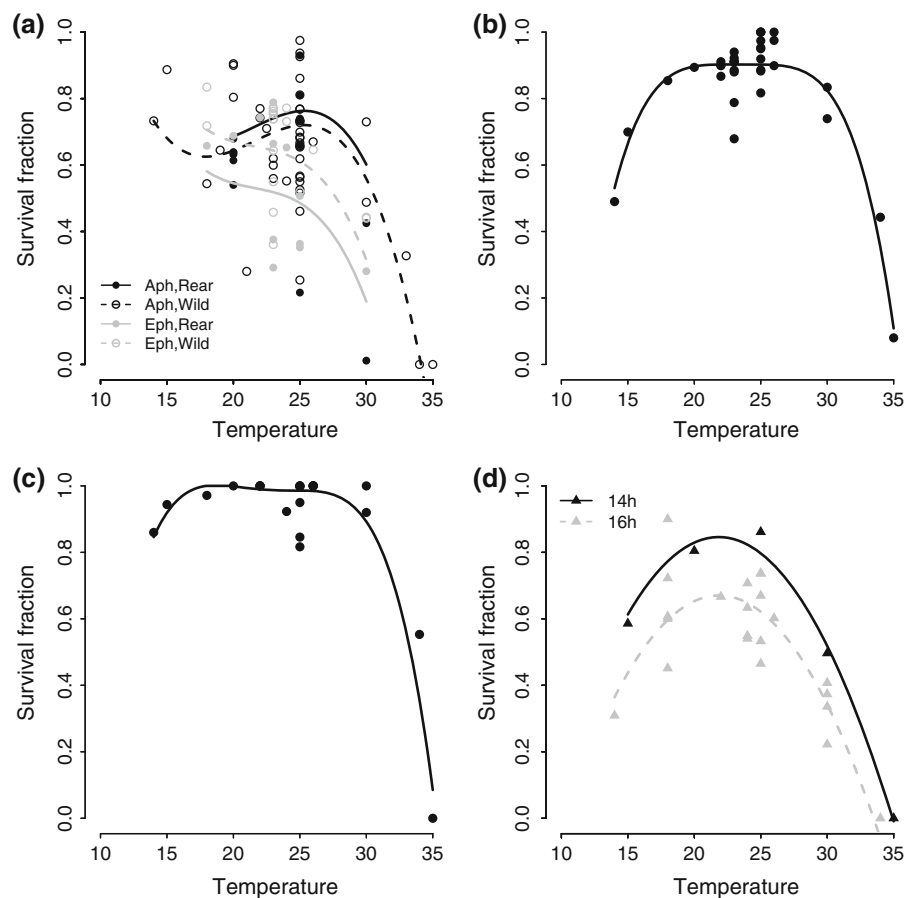 (a)
1.0
0.8
0.6
0.4
0.2
0.0
Survival fraction
Aph,Rear
Aph,Wild
Eph,Rear
Eph,Wild
10 15 20 25 30 35
Temperature
(b)
1.0
0.8
0.6
0.4
0.2
0.0
Survival fraction
10 15 20 25 30 35
Temperature
(c)
1.0
0.8
0.6
0.4
0.2
0.0
Survival fraction
10 15 20 25 30 35
Temperature
(d)
1.0
0.8
0.6
0.4
0.2
0.0
Survival fraction
14h
16h
10 15 20 25 30 35
Temperature